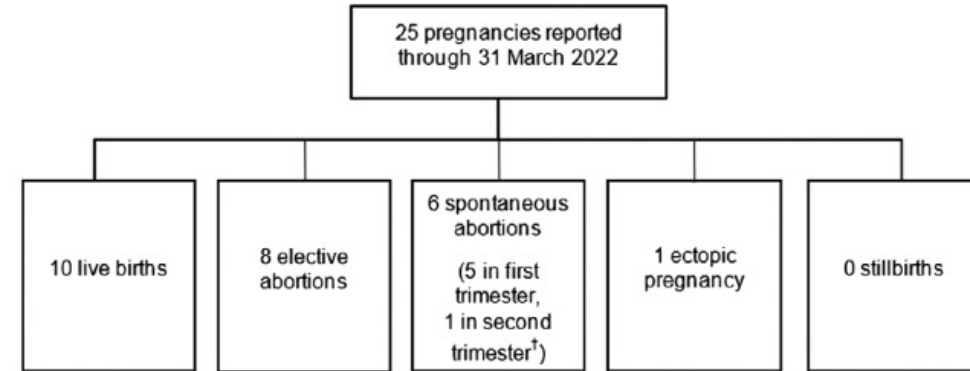 25 pregnancies reported
through 31 March 2022
10 live births
8 elective
abortions
6 spontaneous
abortions
(5 in first
trimester,
1 in second
trimester†)
1 ectopic
pregnancy
0 stillbirths